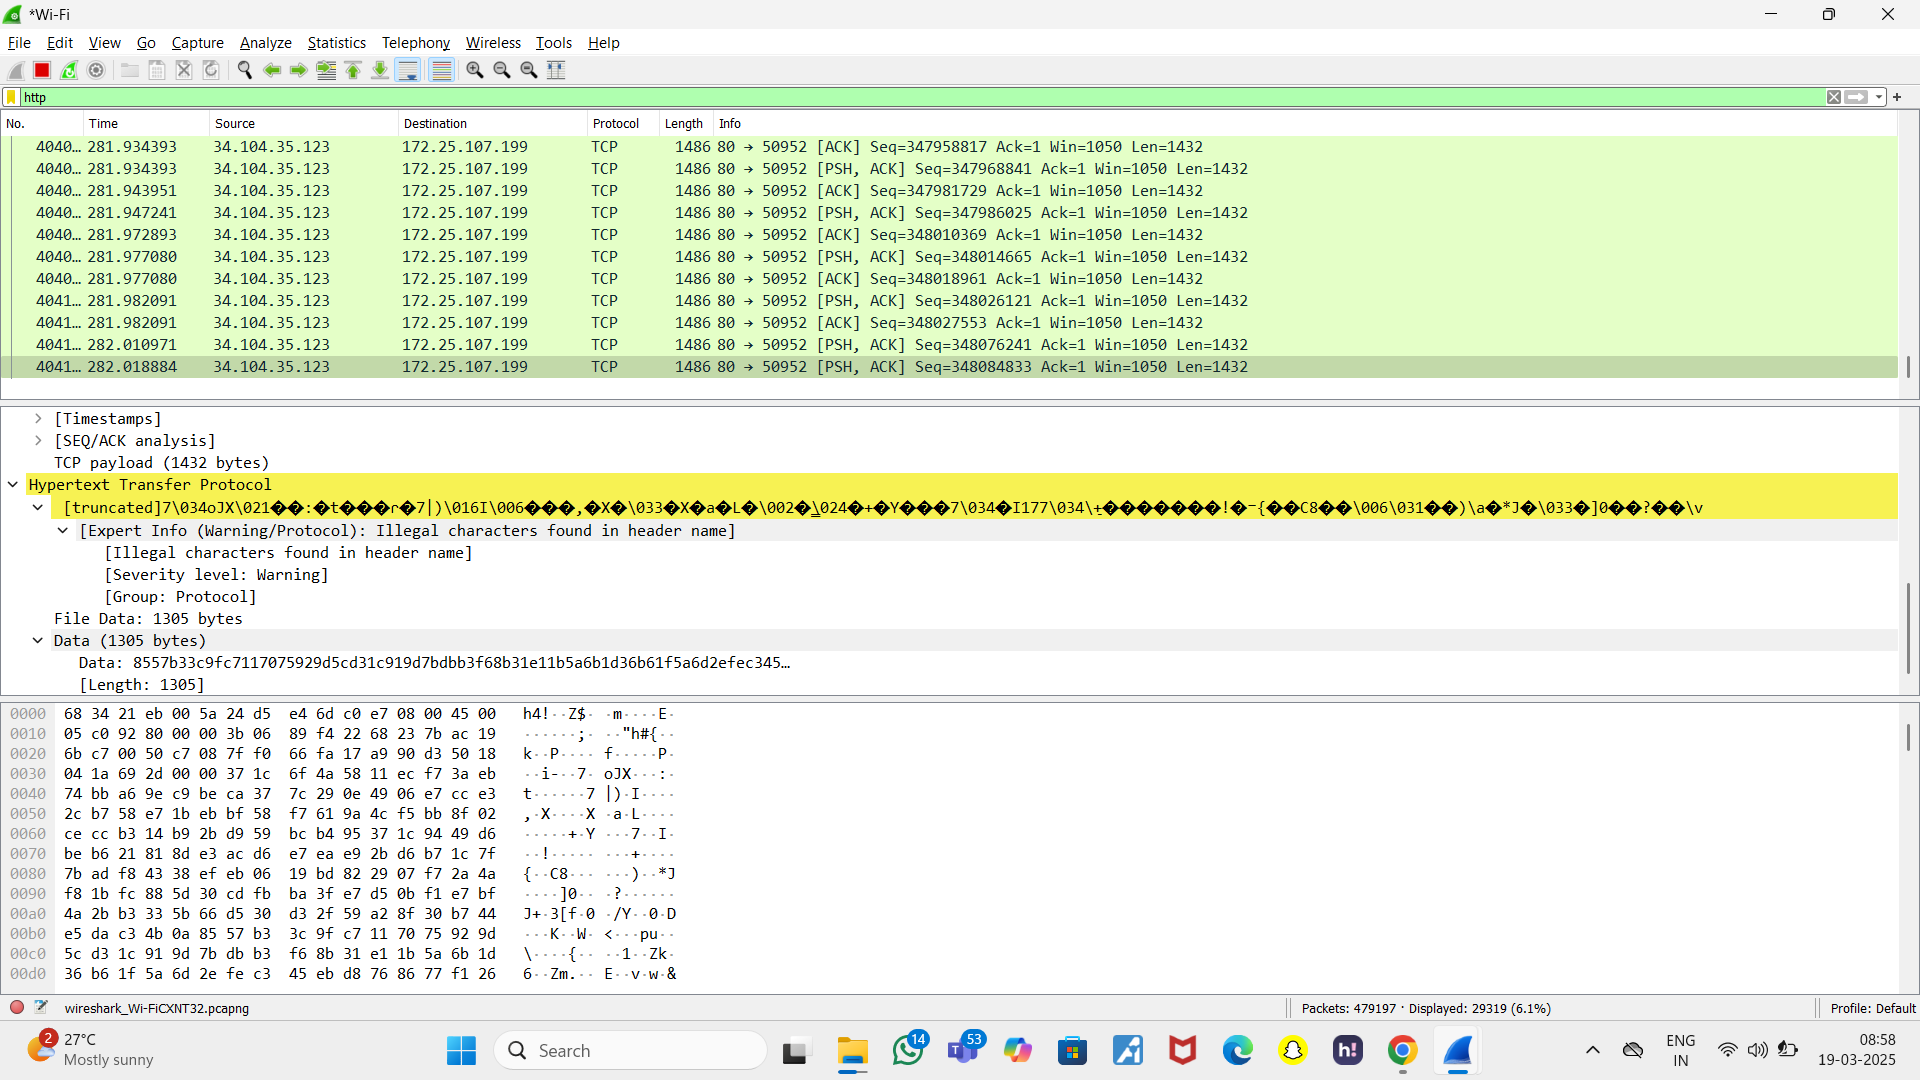 *Wi-Fi
File Edit View Go Capture Analyze Statistics Telephony Wireless Tools Help
http
No. Time Source Destination Protocol Length Info
4040… 281.934393 34.104.35.123 172.25.107.199 TCP 1486 80 → 50952 [ACK] Seq=347958817 Ack=1 Win=1050 Len=1432
4040… 281.934393 34.104.35.123 172.25.107.199 TCP 1486 80 → 50952 [PSH, ACK] Seq=347968841 Ack=1 Win=1050 Len=1432
4040… 281.943951 34.104.35.123 172.25.107.199 TCP 1486 80 → 50952 [ACK] Seq=347981729 Ack=1 Win=1050 Len=1432
4040… 281.947241 34.104.35.123 172.25.107.199 TCP 1486 80 → 50952 [PSH, ACK] Seq=347986025 Ack=1 Win=1050 Len=1432
4040… 281.972893 34.104.35.123 172.25.107.199 TCP 1486 80 → 50952 [ACK] Seq=348010369 Ack=1 Win=1050 Len=1432
4040… 281.977080 34.104.35.123 172.25.107.199 TCP 1486 80 → 50952 [PSH, ACK] Seq=348014665 Ack=1 Win=1050 Len=1432
4040… 281.977080 34.104.35.123 172.25.107.199 TCP 1486 80 → 50952 [ACK] Seq=348018961 Ack=1 Win=1050 Len=1432
4041… 281.982091 34.104.35.123 172.25.107.199 TCP 1486 80 → 50952 [PSH, ACK] Seq=348026121 Ack=1 Win=1050 Len=1432
4041… 281.982091 34.104.35.123 172.25.107.199 TCP 1486 80 → 50952 [ACK] Seq=348027553 Ack=1 Win=1050 Len=1432
4041… 282.010971 34.104.35.123 172.25.107.199 TCP 1486 80 → 50952 [PSH, ACK] Seq=348076241 Ack=1 Win=1050 Len=1432
4041… 282.018884 34.104.35.123 172.25.107.199 TCP 1486 80 → 50952 [PSH, ACK] Seq=348084833 Ack=1 Win=1050 Len=1432
[Timestamps]
[SEQ/ACK analysis]
TCP payload (1432 bytes)
Hypertext Transfer Protocol
[truncated]7\034oJX\021��:�t���r�7|)\016I\006���,�X�\033�X�a�L�\002�\024�+�Y���7\034�I177\034\+�������!�{��C8��\006\031��)\a�*J�\033�]0��?��\v
[Expert Info (Warning/Protocol): Illegal characters found in header name]
[Illegal characters found in header name]
[Severity level: Warning]
[Group: Protocol]
File Data: 1305 bytes
Data (1305 bytes)
Data: 8557b33c9fc7117075929d5cd31c919d7bdbb3f68b31e11b5a6b1d36b61f5a6d2efec345…
[Length: 1305]
0000 68 34 21 eb 00 5a 24 d5 e4 6d c0 e7 08 00 45 00 h4!··Z$· ·m····E·
0010 05 c0 92 80 00 00 3b 06 89 f4 22 68 23 7b ac 19 ······;· ··"h#{··
0020 6b c7 00 50 c7 08 7f f0 66 fa 17 a9 90 d3 50 18 k··P···· f·····P·
0030 04 1a 69 2d 00 00 37 1c 6f 4a 58 11 ec f7 3a eb ··i-··7· oJX···:·
0040 74 bb a6 9e c9 be ca 37 7c 29 0e 49 06 e7 cc e3 t······7 |)·I····
0050 2c b7 58 e7 1b eb bf 58 f7 61 9a 4c f5 bb 8f 02 ,·X····X ·a·L····
0060 ce cc b3 14 b9 2b d9 59 bc b4 95 37 1c 94 49 d6 ·····+·Y ···7··I·
0070 be b6 21 81 8d e3 ac d6 e7 ea e9 2b d6 b7 1c 7f ··!····· ···+····
0080 7b ad f8 43 38 ef eb 06 19 bd 82 29 07 f7 2a 4a {··C8··· ···)··*J
0090 f8 1b fc 88 5d 30 cd fb ba 3f e7 d5 0b f1 e7 bf ····]0·· ·?······
00a0 4a 2b b3 33 5b 66 d5 30 d3 2f 59 a2 8f 30 b7 44 J+·3[f·0 ·/Y··0·D
00b0 e5 da c3 4b 0a 85 57 b3 3c 9f c7 11 70 75 92 9d ···K··W· <···pu··
00c0 5c d3 1c 91 9d 7b db b3 f6 8b 31 e1 1b 5a 6b 1d \····{·· ··1··Zk·
00d0 36 b6 1f 5a 6d 2e fe c3 45 eb d8 76 86 77 f1 26 6··Zm.·· E··v·w·&
wireshark_Wi-FiCXNT32.pcapng Packets: 479197 · Displayed: 29319 (6.1%) Profile: Default
2 27°C Mostly sunny Search 14 53 h! ENG IN 08:58 19-03-2025